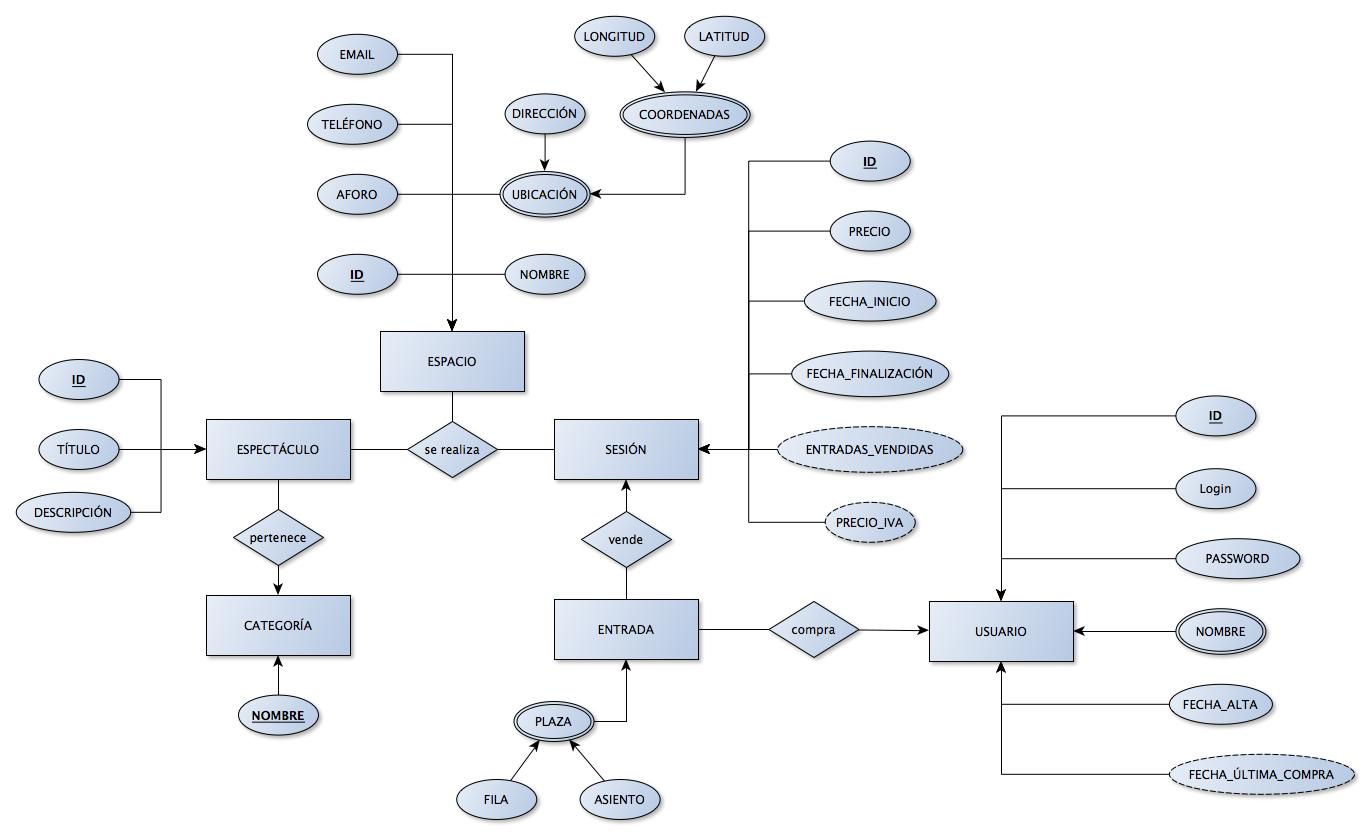 LONGITUD
LATITUD
EMAIL
DIRECCIÓN
COORDENADAS
TELÉFONO
ID
AFORO
UBICACIÓN
PRECIO
ID
NOMBRE
FECHA_INICIO
ESPACIO
FECHA_FINALIZACIÓN
ID
ID
TÍTULO
ESPECTÁCULO
se realiza
SESIÓN
ENTRADAS_VENDIDAS
Login
DESCRIPCIÓN
PRECIO_IVA
pertenece
vende
PASSWORD
CATEGORÍA
ENTRADA
compra
USUARIO
NOMBRE
NOMBRE
PLAZA
FECHA_ALTA
FILA
ASIENTO
FECHA_ÚLTIMA_COMPRA